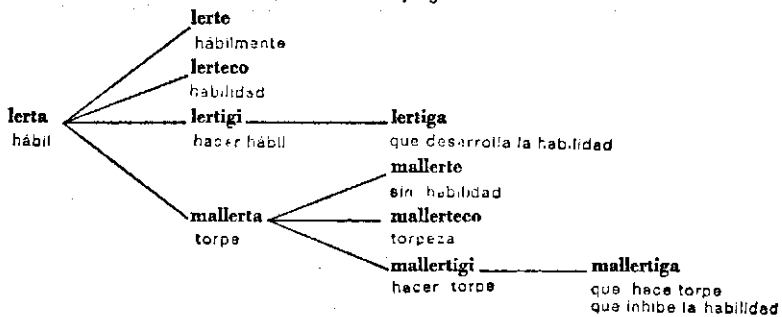 lerte
hábilmente
lerteco
habilidad
lerta
hábil
lertigi
hacer hábil
lertiga
que desarrolla la habilidad
mallerte
sin habilidad
mallerta
torpe
mallerteco
torpeza
mallertigi
hacer torpe
mallertiga
que hace torpe
que inhibe la habilidad